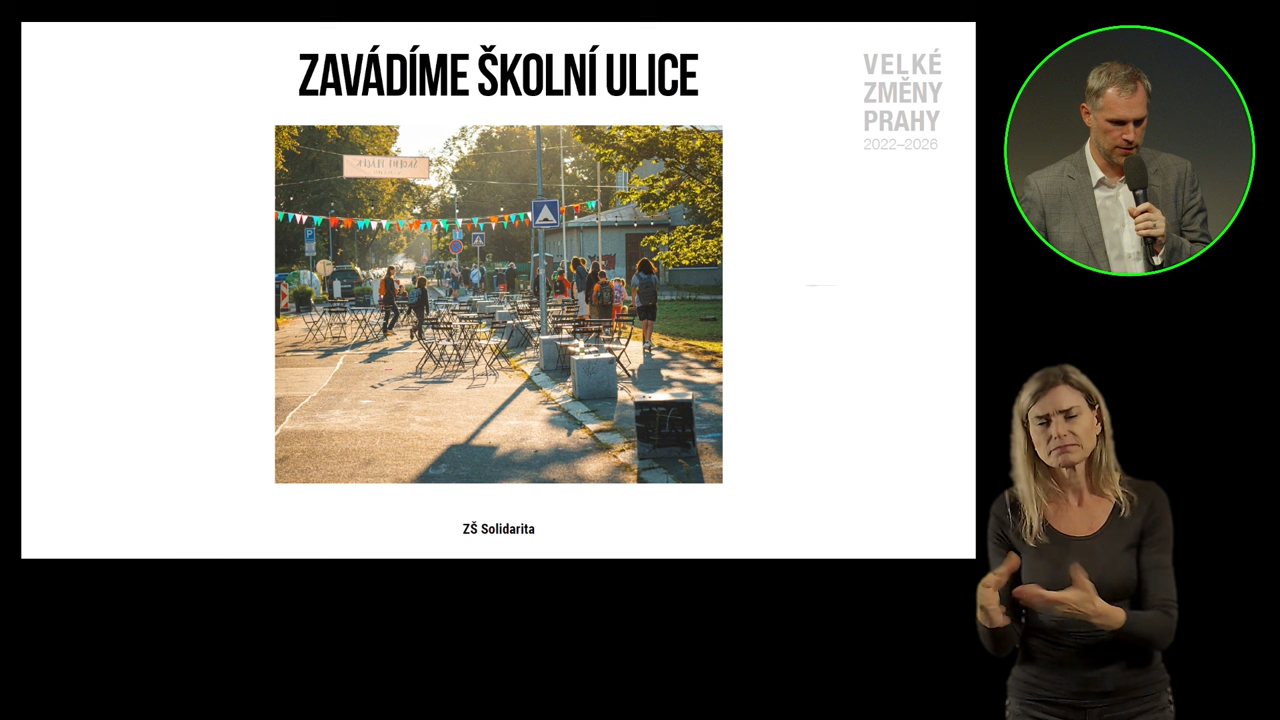 ZAVÁDÍME ŠKOLNÍ ULICE
VELKÉ
ZMĚNY
PRAHY
2022–2026
P
ZŠ Solidarita